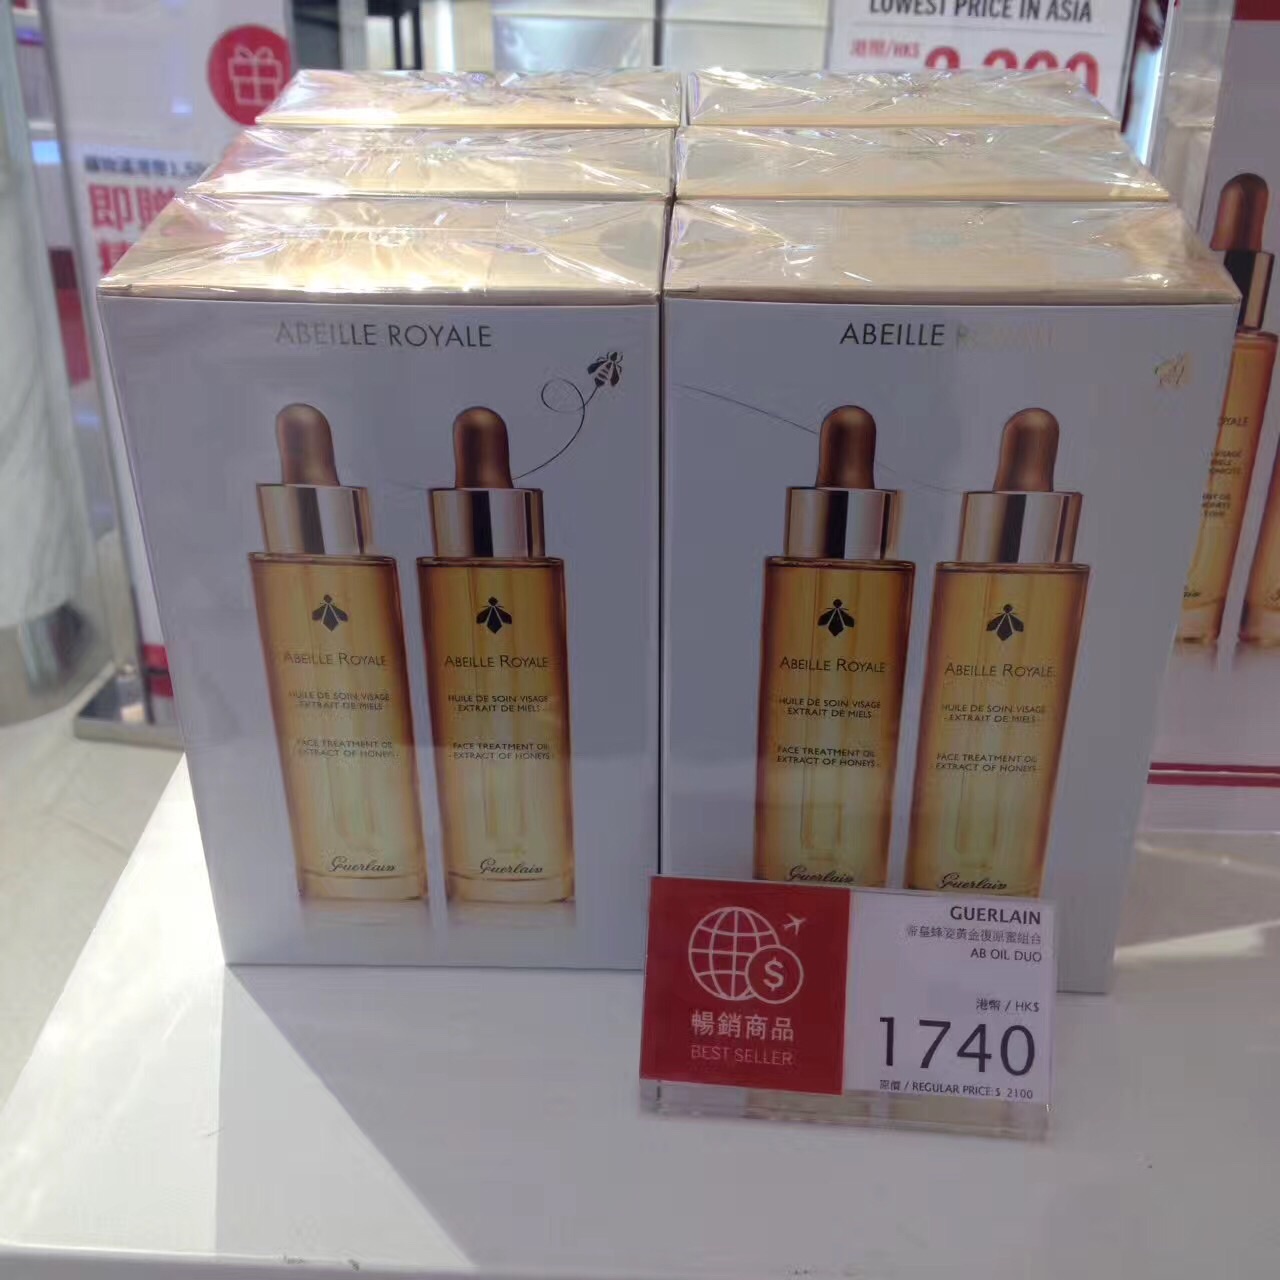 LOWEST PRICE IN ASIA
港幣/HK$
即贈
ABEILLE ROYALE
ABEILLE ROYALE
ABEILLE ROYALE
HUILE DE SOIN VISAGE
- EXTRAIT DE MIELS -
FACE TREATMENT OIL
- EXTRACT OF HONEYS -
Guerlain
ABEILLE ROYALE
HUILE DE SOIN VISAGE
- EXTRAIT DE MIELS -
FACE TREATMENT OIL
- EXTRACT OF HONEYS -
Guerlain
ABEILLE ROYALE
HUILE DE SOIN VISAGE
- EXTRAIT DE MIELS -
FACE TREATMENT OIL
- EXTRACT OF HONEYS -
Guerlain
ABEILLE ROYALE
HUILE DE SOIN VISAGE
- EXTRAIT DE MIELS -
FACE TREATMENT OIL
- EXTRACT OF HONEYS -
Guerlain
$
暢銷商品
BEST SELLER
GUERLAIN
帝皇蜂姿黃金復原蜜組合
AB OIL DUO
港幣 / HK$
1740
原價 / REGULAR PRICE:$ 2100